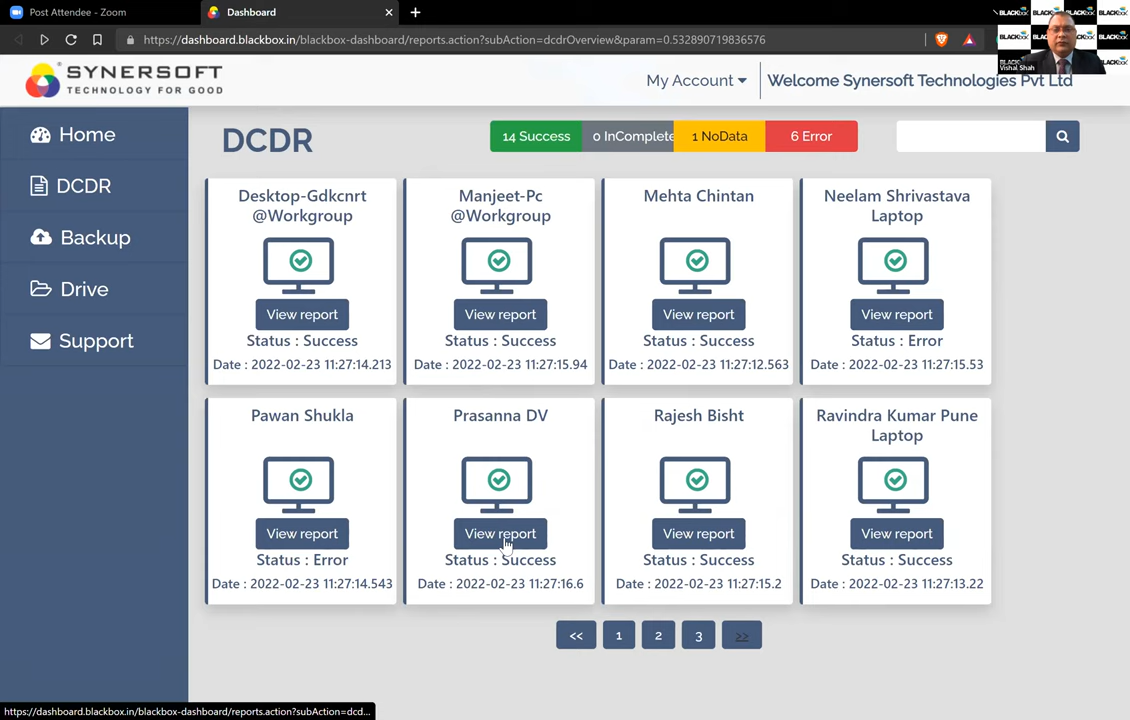 Post Attendee - Zoom
Dashboard
https://dashboard.blackbox.in/blackbox-dashboard/reports.action?subAction=dcdrOverview&param=0.532890719836576
BLACKBOX
Vishal Shah
SYNERSOFT
TECHNOLOGY FOR GOOD
My Account
Welcome Synersoft Technologies Pvt Ltd
Home
DCDR
Backup
Drive
Support
DCDR
14 Success
0 InComplete
1 NoData
6 Error
Desktop-Gdkcnrt
@Workgroup
View report
Status : Success
Date : 2022-02-23 11:27:14.213
Manjeet-Pc
@Workgroup
View report
Status : Success
Date : 2022-02-23 11:27:15.94
Mehta Chintan
View report
Status : Success
Date : 2022-02-23 11:27:12.563
Neelam Shrivastava
Laptop
View report
Status : Error
Date : 2022-02-23 11:27:15.53
Pawan Shukla
View report
Status : Error
Date : 2022-02-23 11:27:14.543
Prasanna DV
View report
Status : Success
Date : 2022-02-23 11:27:16.6
Rajesh Bisht
View report
Status : Success
Date : 2022-02-23 11:27:15.2
Ravindra Kumar Pune
Laptop
View report
Status : Success
Date : 2022-02-23 11:27:13.22
<< 1 2 3 >>
https://dashboard.blackbox.in/blackbox-dashboard/reports.action?subAction=dcd...